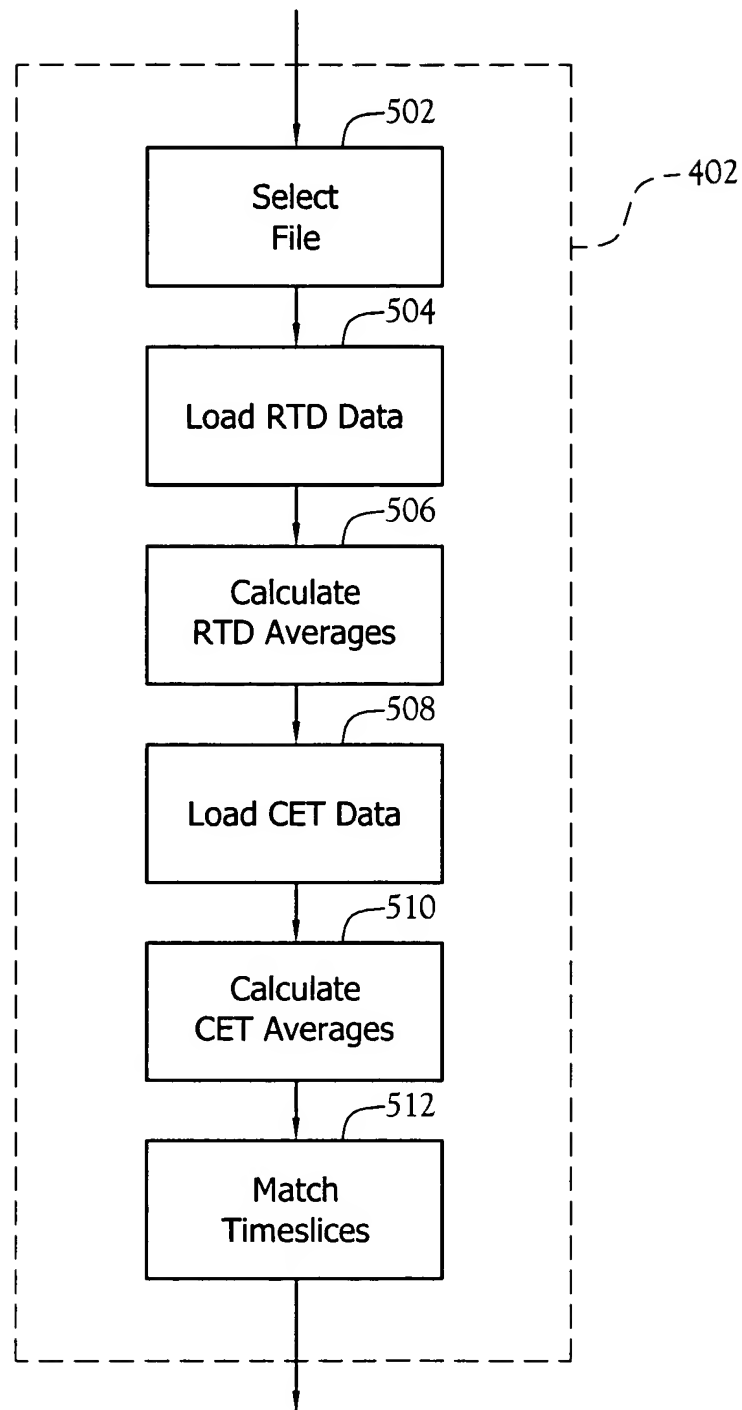 502
402
Select
File
504
Load RTD Data
506
Calculate
RTD Averages
508
Load CET Data
510
Calculate
CET Averages
512
Match
Timeslices